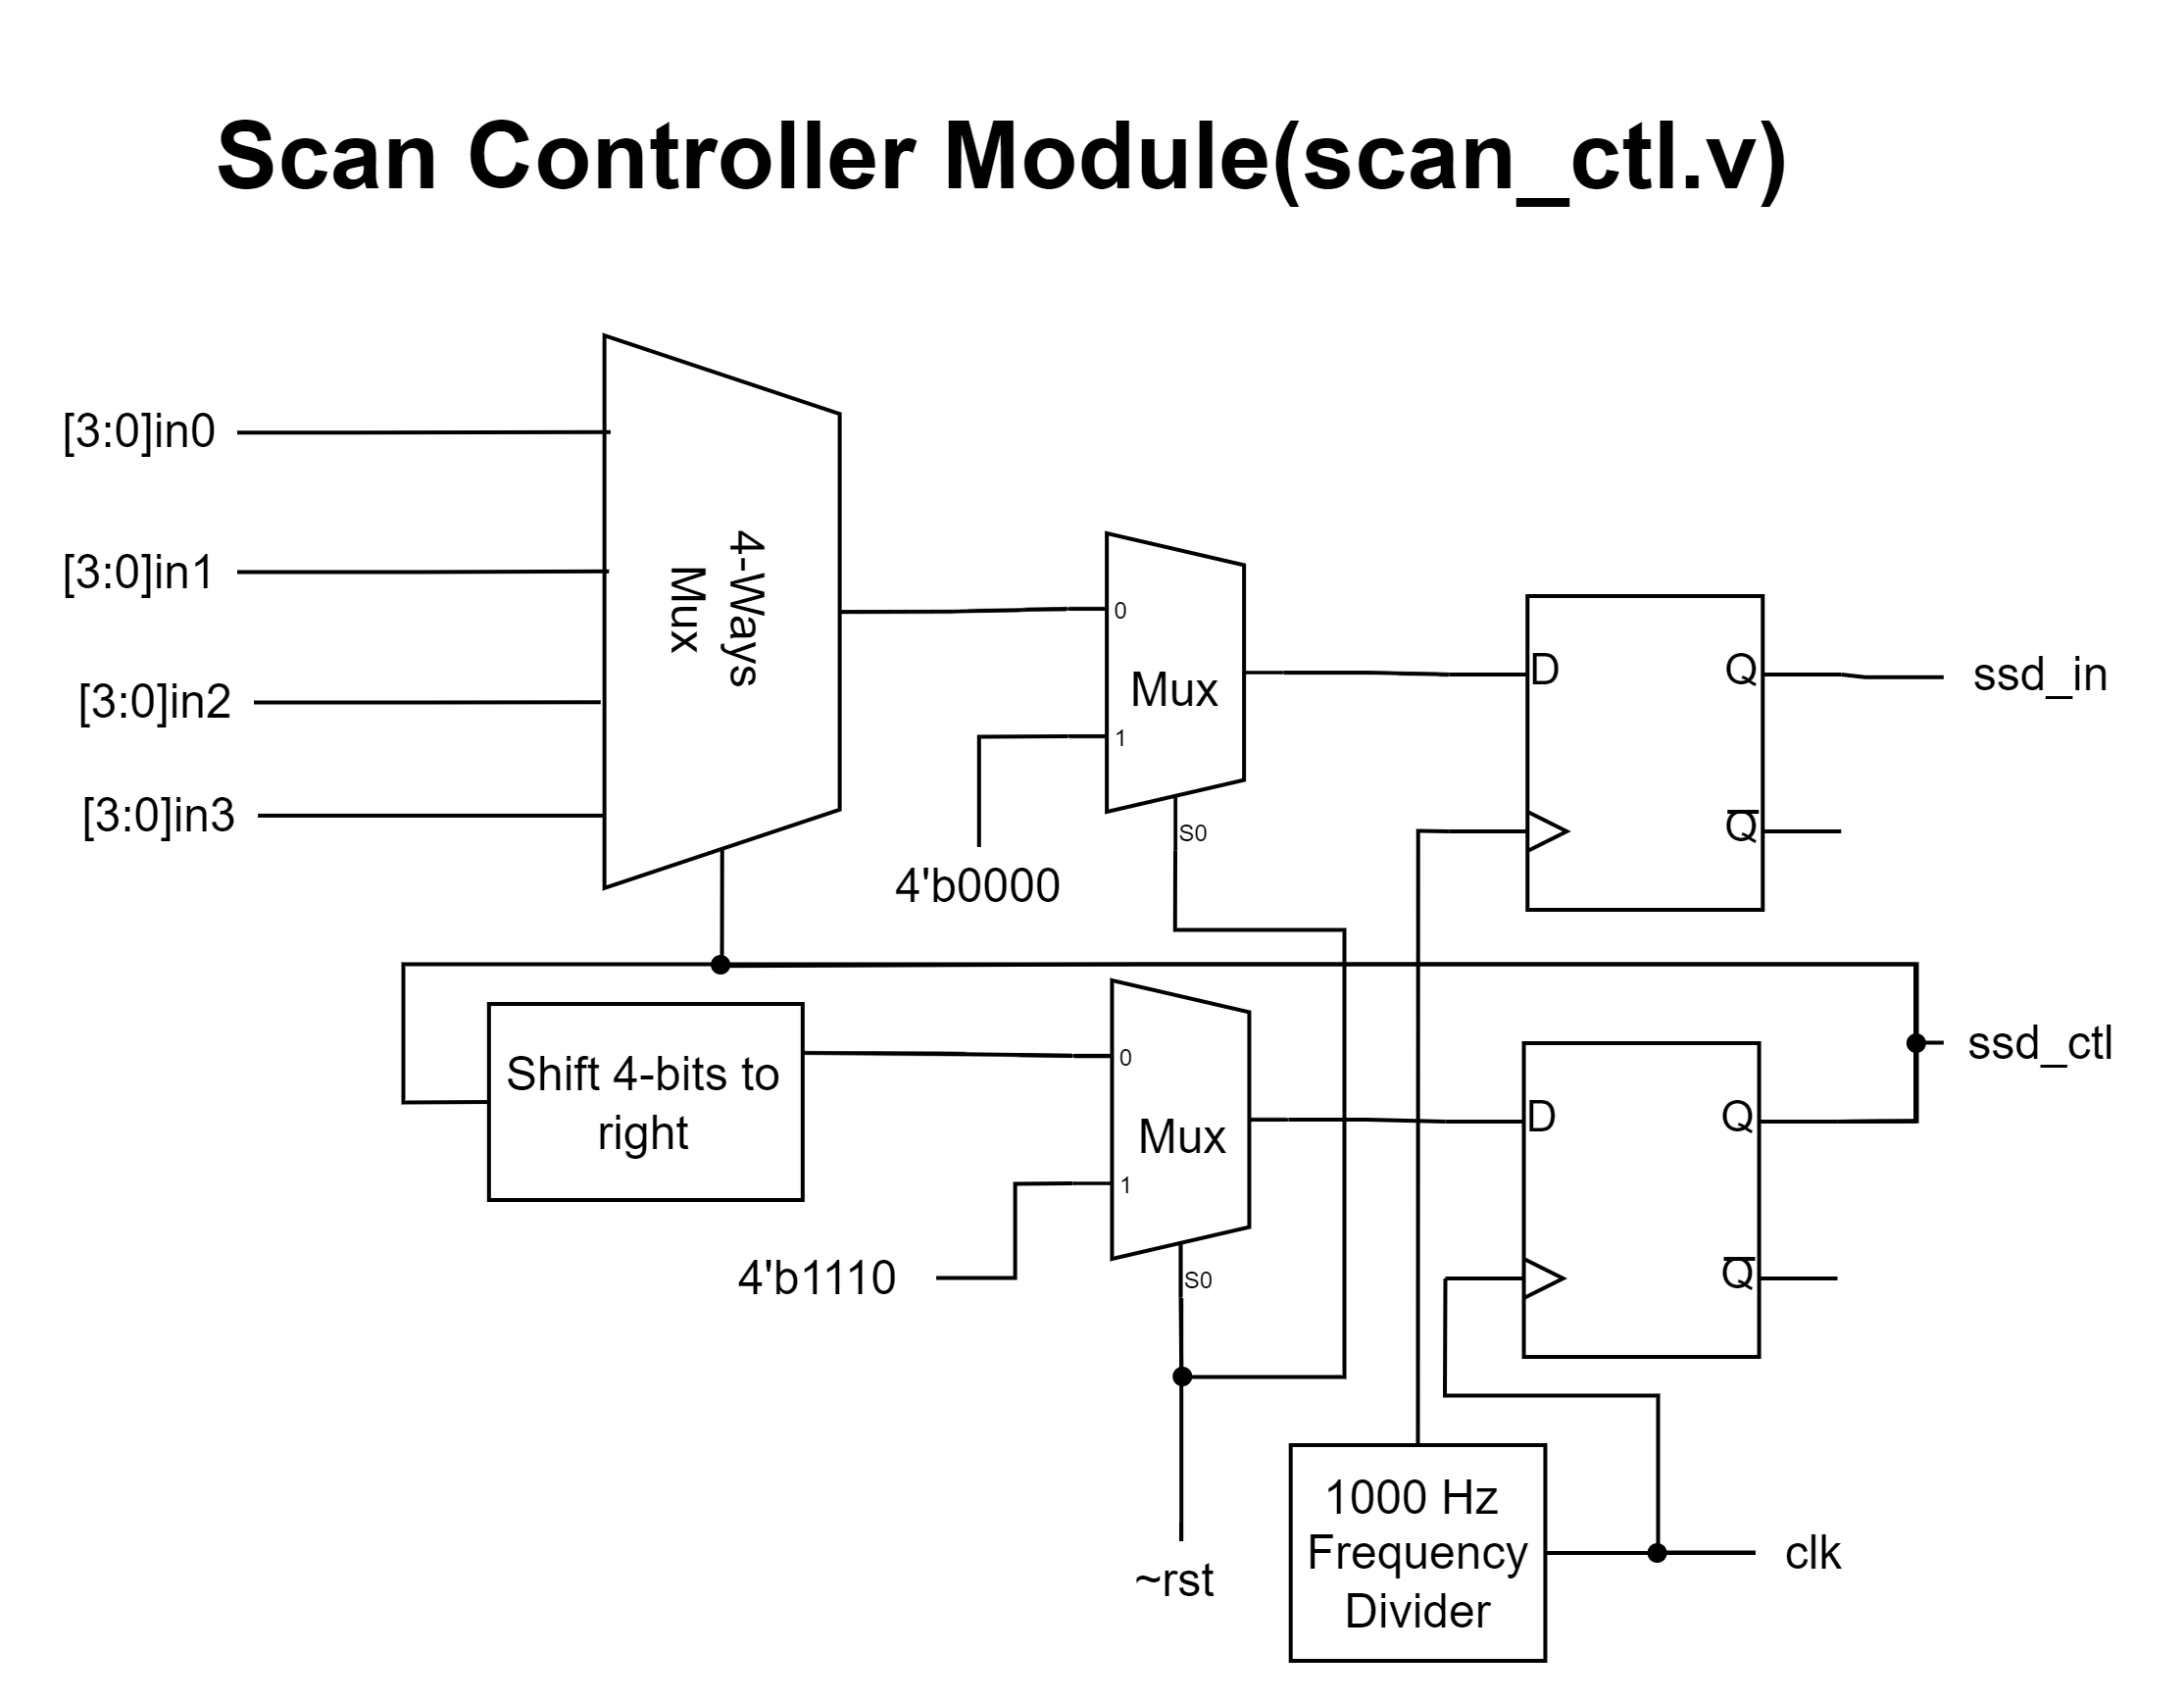 Scan Controller Module(scan_ctl.v)
[3:0]in0
[3:0]in1
[3:0]in2
[3:0]in3
4-Ways
Mux
0
Mux
1
S0
4'b0000
D
Q
Q
ssd_in
Shift 4-bits to
right
0
Mux
1
S0
4'b1110
D
Q
Q
ssd_ctl
~rst
1000 Hz
Frequency
Divider
clk